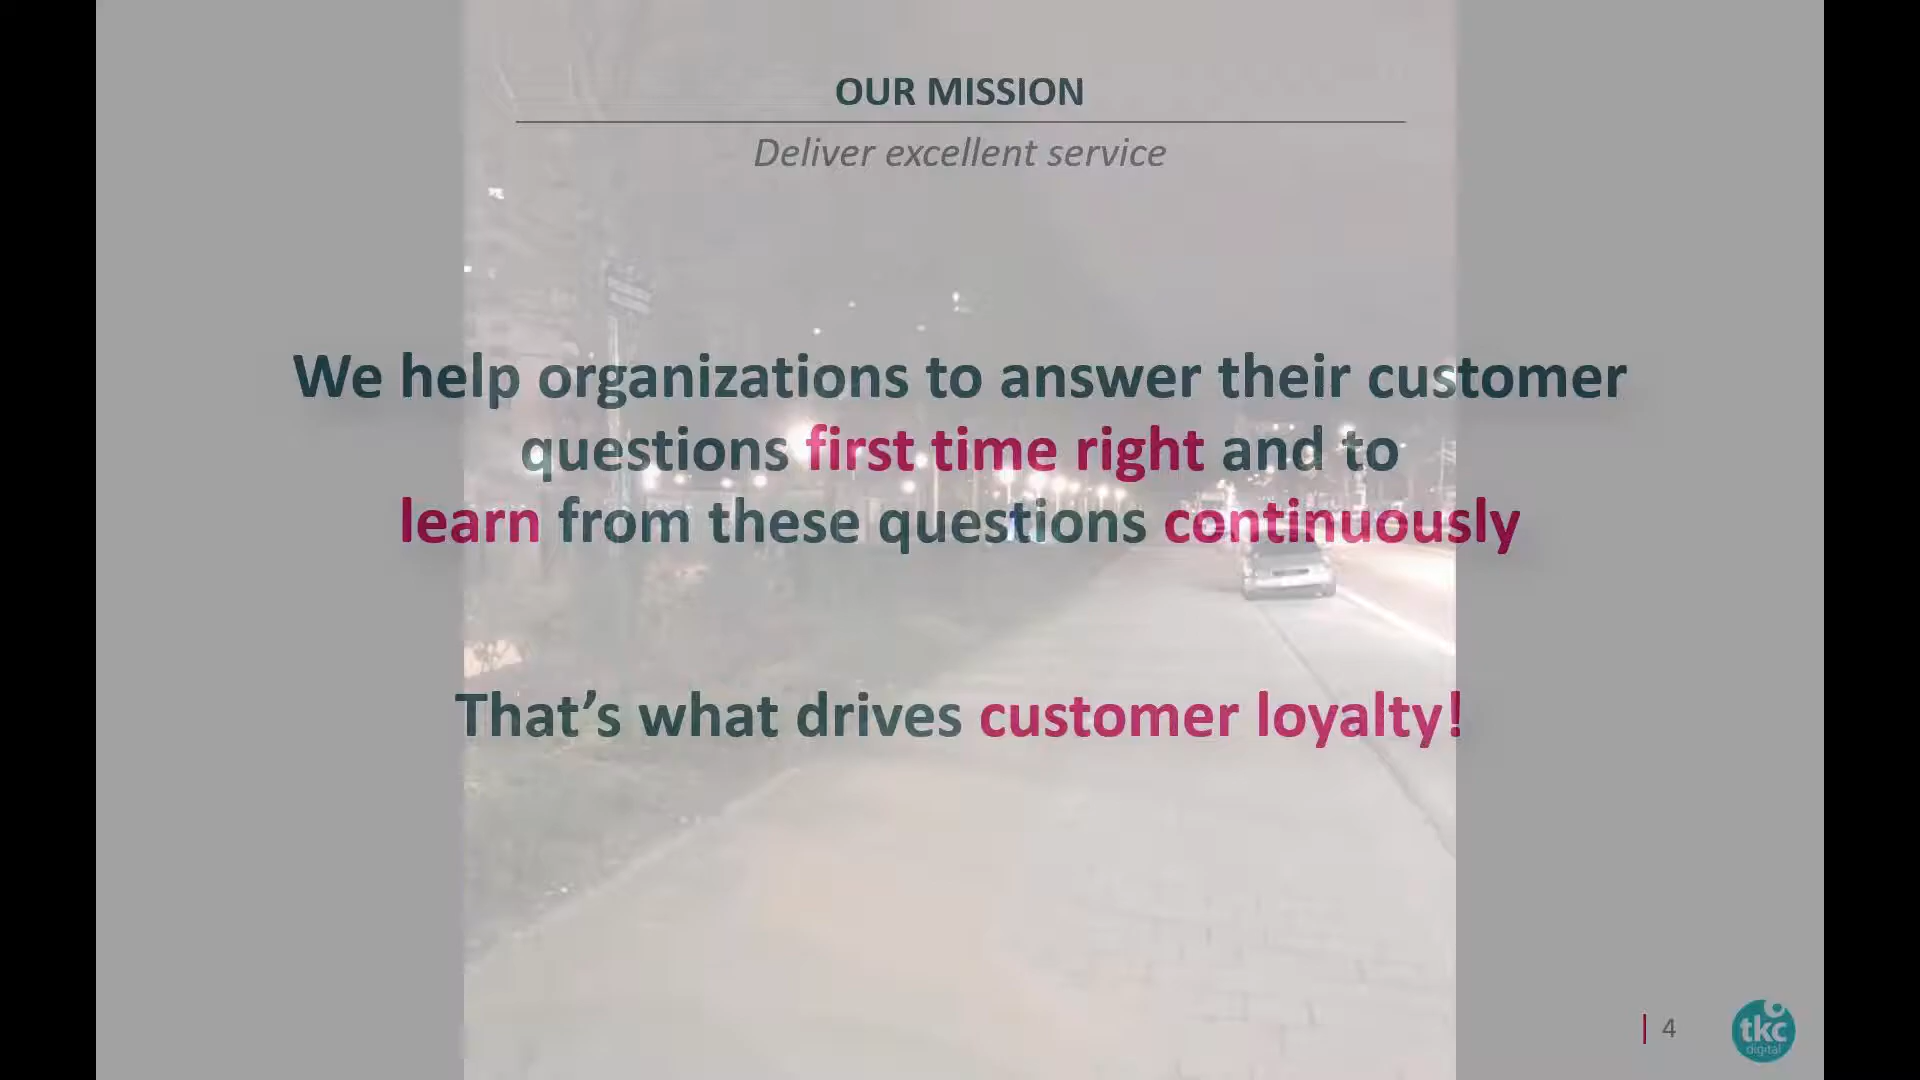 OUR MISSION
Deliver excellent service
We help organizations to answer their customer
questions first time right and to
learn from these questions continuously
That’s what drives customer loyalty!
4
tkc
digital